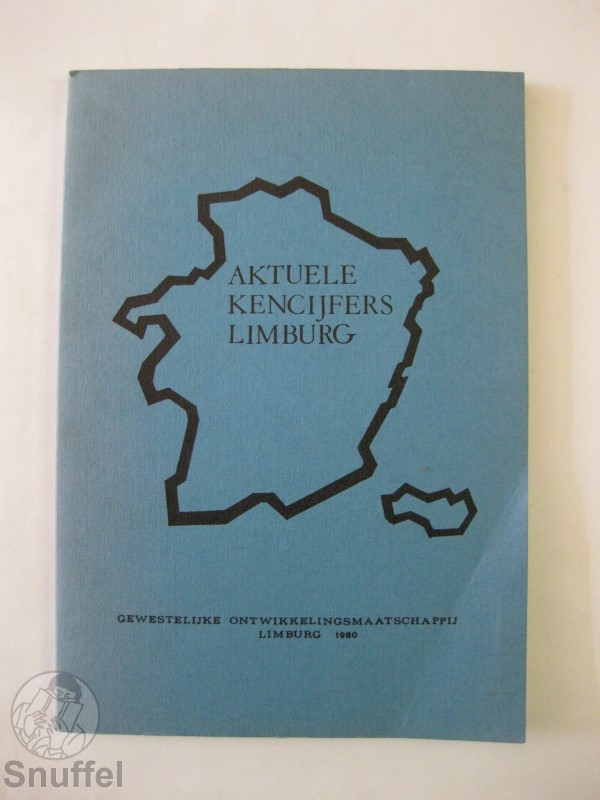 AKTUELE
KENCIJFERS
LIMBURG
GEWESTELIJKE ONTWIKKELINGSMAATSCHAPPIJ
LIMBURG 1980
Snuffel